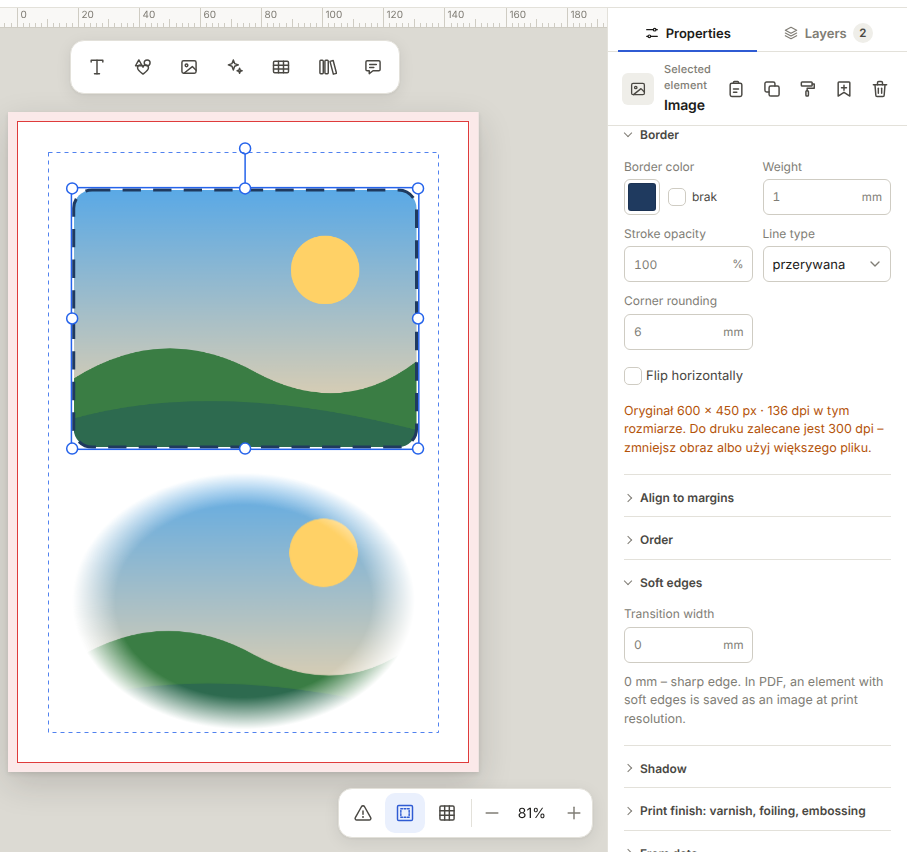 0 20 40 60 80 100 120 140 160 180
Properties
Layers 2
Selected
element
Image
Border
Border color Weight
brak 1 mm
Stroke opacity Line type
100 % przerywana
Corner rounding
6 mm
Flip horizontally
Oryginał 600 × 450 px · 136 dpi w tym
rozmiarze. Do druku zalecane jest 300 dpi –
zmniejsz obraz albo użyj większego pliku.
Align to margins
Order
Soft edges
Transition width
0 mm
0 mm – sharp edge. In PDF, an element with
soft edges is saved as an image at print
resolution.
Shadow
Print finish: varnish, foiling, embossing
81%